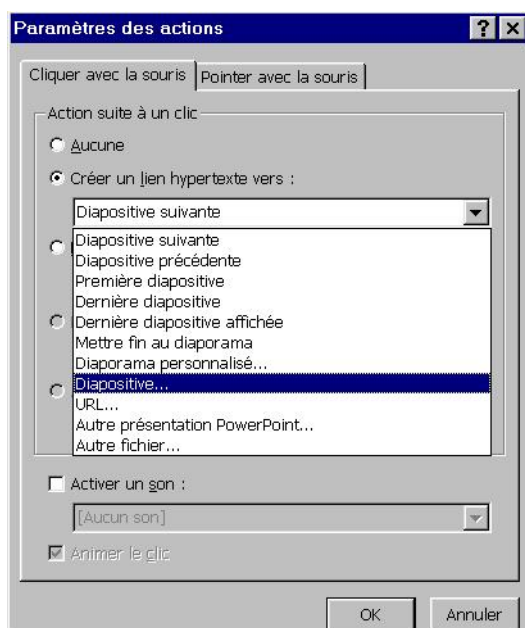 Paramètres des actions
Cliquer avec la souris
Pointer avec la souris
Action suite à un clic
Aucune
Créer un lien hypertexte vers :
Diapositive suivante
Diapositive suivante
Diapositive précédente
Première diapositive
Dernière diapositive
Dernière diapositive affichée
Mettre fin au diaporama
Diaporama personnalisé...
Diapositive...
URL...
Autre présentation PowerPoint...
Autre fichier...
Activer un son :
[Aucun son]
Animer le clic
OK
Annuler